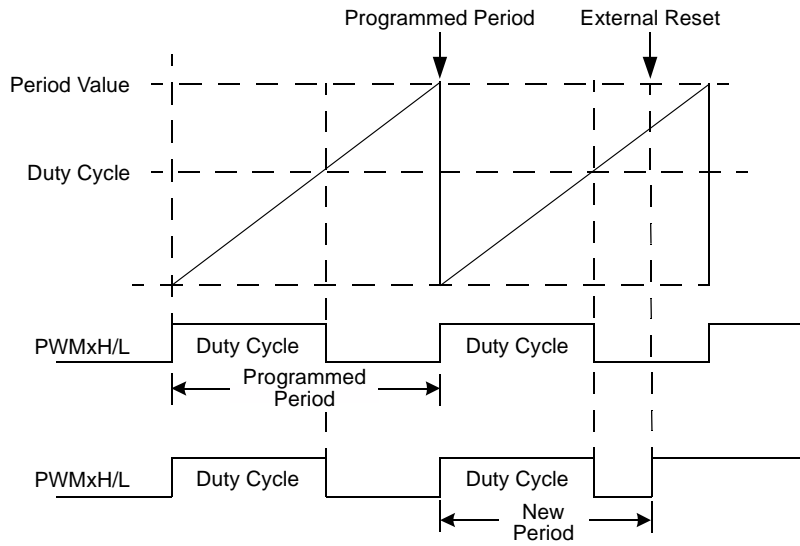 Programmed Period
External Reset
Period Value
Duty Cycle
PWMxH/L
Duty Cycle
Duty Cycle
Programmed
Period
PWMxH/L
Duty Cycle
Duty Cycle
New
Period